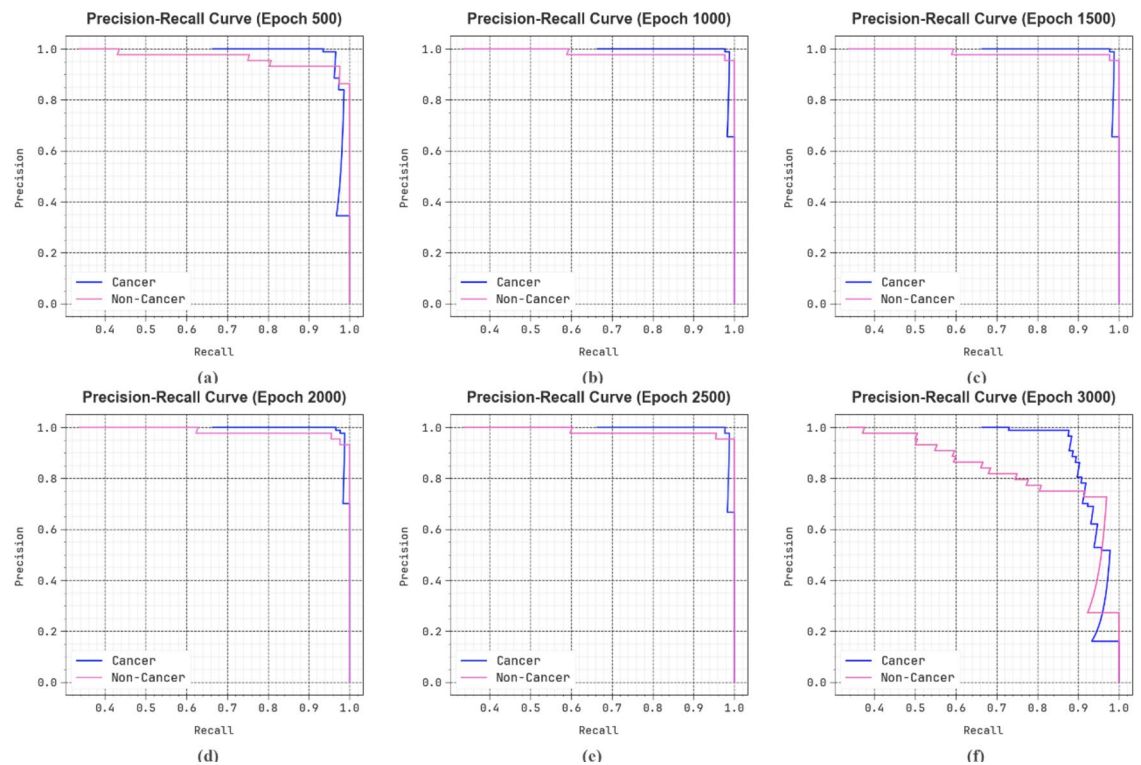 Precision-Recall Curve (Epoch 500)
1.0
0.8
0.6
0.4
0.2
0.0
Precision
Cancer
Non-Cancer
0.4 0.5 0.6 0.7 0.8 0.9 1.0
Recall
(a)
Precision-Recall Curve (Epoch 1000)
1.0
0.8
0.6
0.4
0.2
0.0
Precision
Cancer
Non-Cancer
0.4 0.5 0.6 0.7 0.8 0.9 1.0
Recall
(b)
Precision-Recall Curve (Epoch 1500)
1.0
0.8
0.6
0.4
0.2
0.0
Precision
Cancer
Non-Cancer
0.4 0.5 0.6 0.7 0.8 0.9 1.0
Recall
(c)
Precision-Recall Curve (Epoch 2000)
1.0
0.8
0.6
0.4
0.2
0.0
Precision
Cancer
Non-Cancer
0.4 0.5 0.6 0.7 0.8 0.9 1.0
Recall
(d)
Precision-Recall Curve (Epoch 2500)
1.0
0.8
0.6
0.4
0.2
0.0
Precision
Cancer
Non-Cancer
0.4 0.5 0.6 0.7 0.8 0.9 1.0
Recall
(e)
Precision-Recall Curve (Epoch 3000)
1.0
0.8
0.6
0.4
0.2
0.0
Precision
Cancer
Non-Cancer
0.4 0.5 0.6 0.7 0.8 0.9 1.0
Recall
(f)